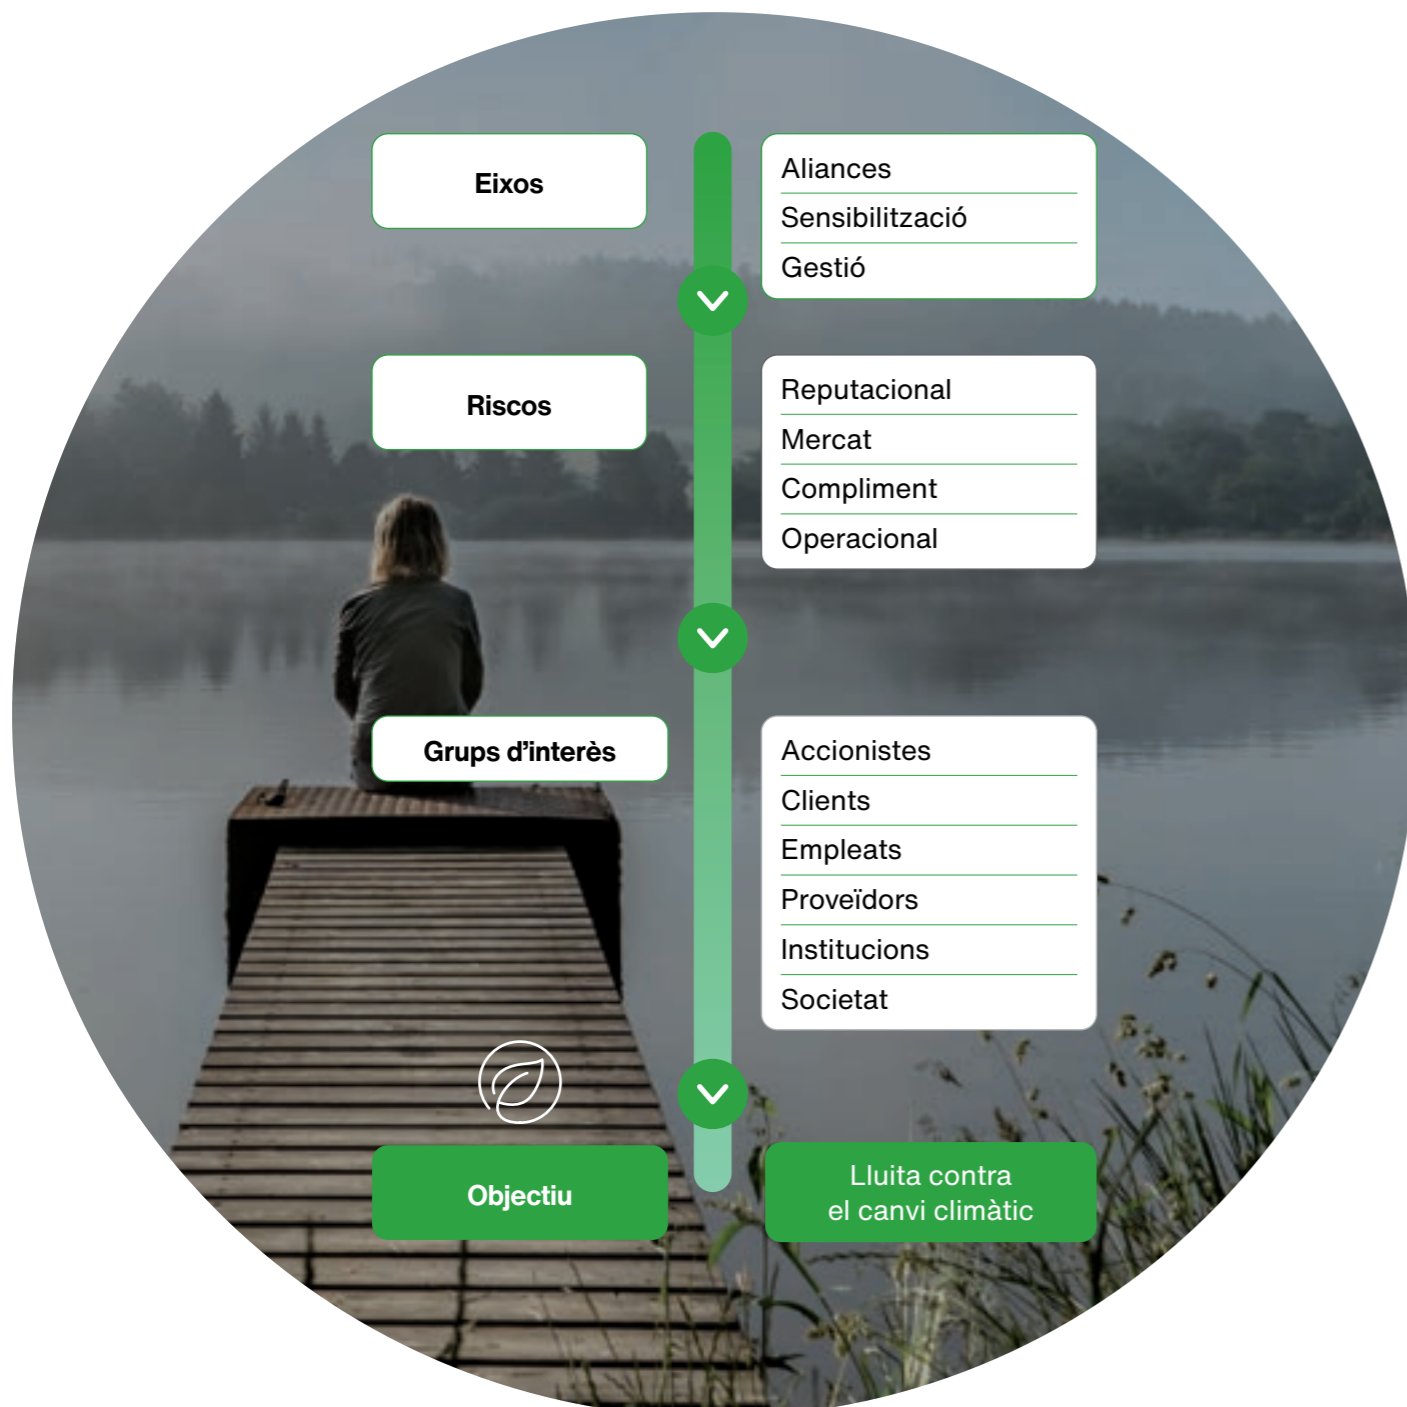 Eixos
Aliances
Sensibilització
Gestió
Riscos
Reputacional
Mercat
Compliment
Operacional
Grups d’interès
Accionistes
Clients
Empleats
Proveïdors
Institucions
Societat
Objectiu
Lluita contra
el canvi climàtic